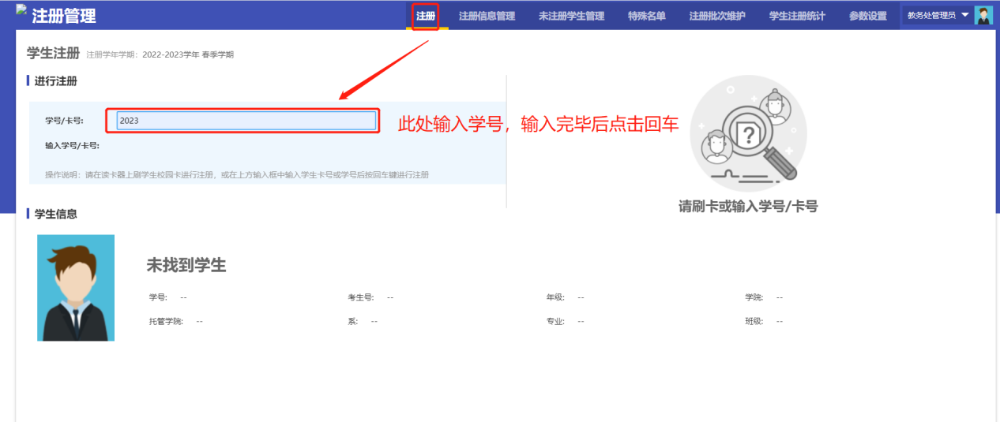 注册管理 注册 注册信息管理 未注册学生管理 特殊名单 注册批次维护 学生注册统计 参数设置 教务处管理员
学生注册 注册学年学期: 2022-2023学年 春季学期
进行注册
学号/卡号: 2023
此处输入学号，输入完毕后点击回车
输入学号/卡号:
操作说明: 请在读卡器上刷学生校园卡进行注册，或在上方输入框中输入学生卡号或学号后按回车键进行注册
请刷卡或输入学号/卡号
学生信息
未找到学生
学号: -- 考生号: -- 年级: -- 学院: --
托管学院: -- 系: -- 专业: -- 班级: --